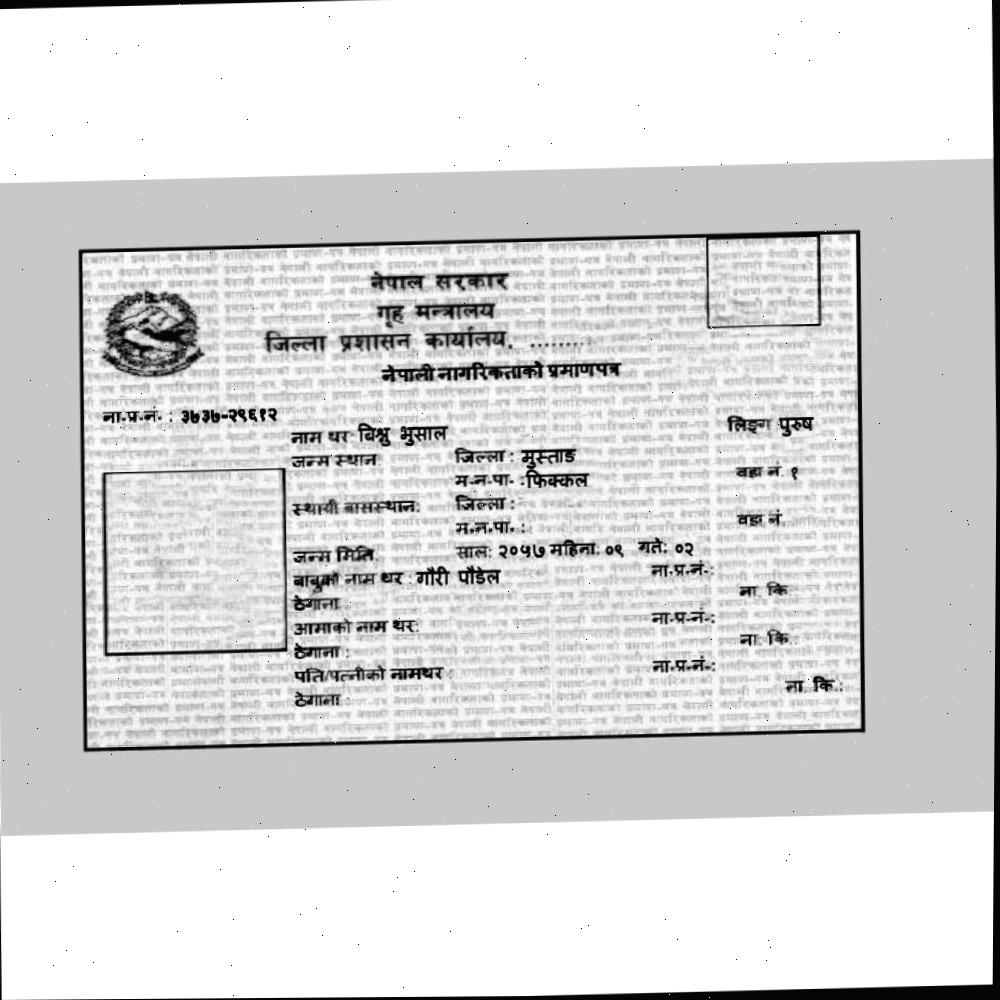 नेपाल सरकार
गृह मन्त्रालय
जिल्ला प्रशासन कार्यालय, ........
नेपाली नागरिकताको प्रमाणपत्र
ना.प्र.नं. : ३७३७-२९६१२
नाम थर: बिश्नु भुसाल लिङ्ग पुरुष
जन्म स्थान: जिल्ला : मुस्ताङ
म.न.पा. : फिक्कल वडा नं. १
स्थायी बासस्थान: जिल्ला :
म.न.पा. : वडा नं.
जन्म मिति: साल: २०५७ महिना: ०९ गते: ०२
बाबुको नाम थर : गौरी पौडेल ना.प्र.नं.:
ठेगाना : ना. कि.
आमाको नाम थर: ना.प्र.नं.:
ठेगाना : ना. कि.:
पति/पत्नीको नामथर : ना.प्र.नं.:
ठेगाना : ना. कि.: